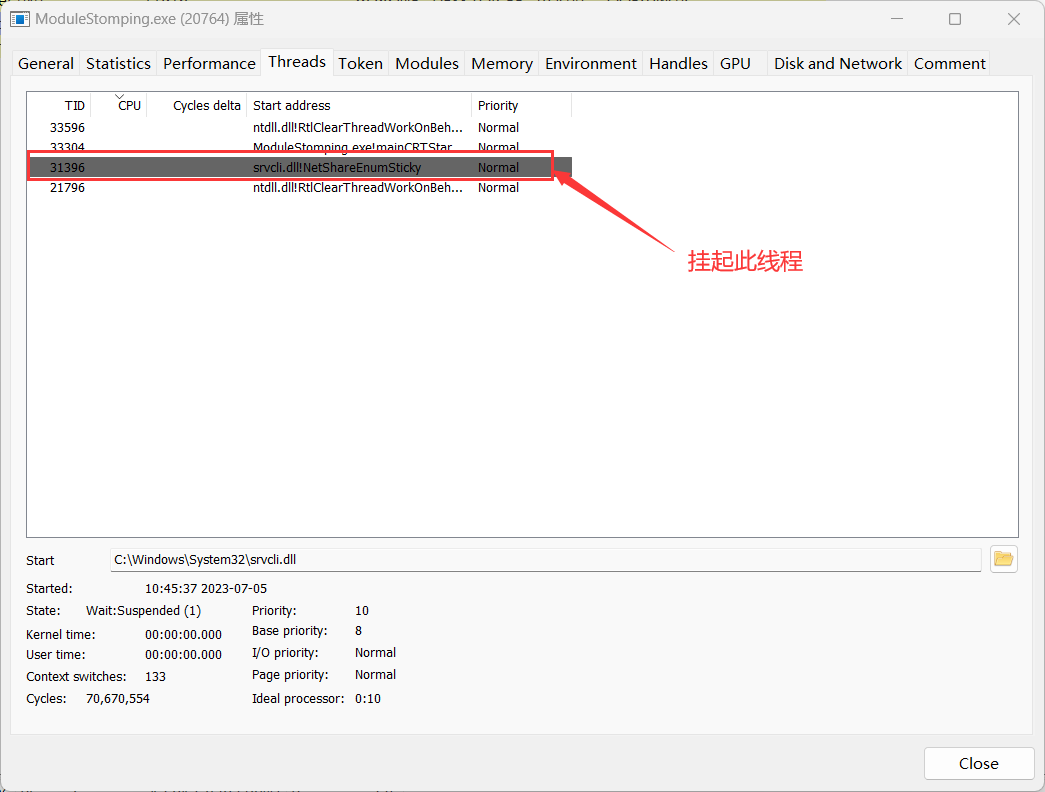 ModuleStomping.exe (20764) 属性
General Statistics Performance Threads Token Modules Memory Environment Handles GPU Disk and Network Comment
TID CPU Cycles delta Start address Priority
33596 ntdll.dll!RtlClearThreadWorkOnBeh... Normal
33304 ModuleStomping.exe!mainCRTStar Normal
31396 srvcli.dll!NetShareEnumSticky Normal
21796 ntdll.dll!RtlClearThreadWorkOnBeh... Normal
挂起此线程
Start C:\Windows\System32\srvcli.dll
Started: 10:45:37 2023-07-05
State: Wait:Suspended (1) Priority: 10
Kernel time: 00:00:00.000 Base priority: 8
User time: 00:00:00.000 I/O priority: Normal
Context switches: 133 Page priority: Normal
Cycles: 70,670,554 Ideal processor: 0:10
Close